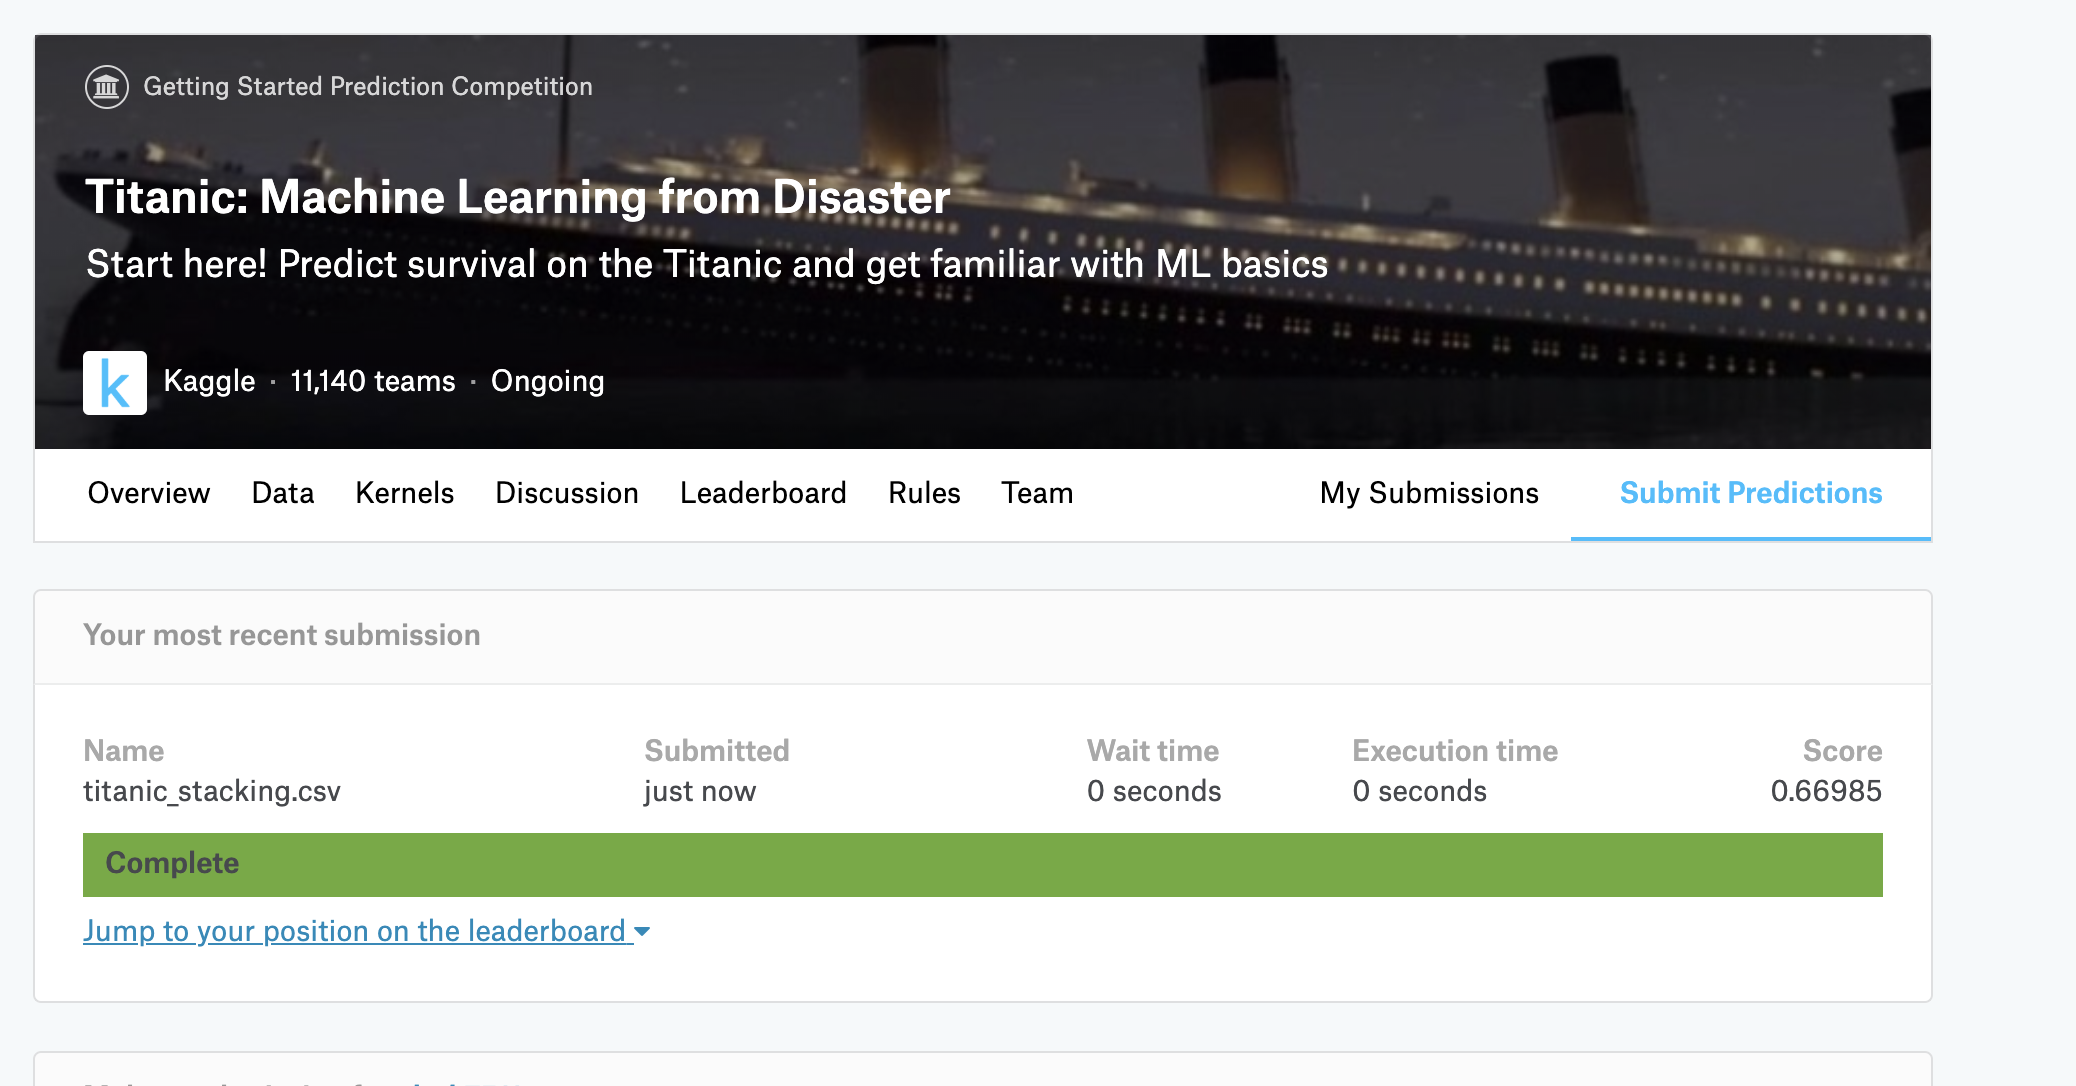 Getting Started Prediction Competition
Titanic: Machine Learning from Disaster
Start here! Predict survival on the Titanic and get familiar with ML basics
k
Kaggle · 11,140 teams · Ongoing
Overview Data Kernels Discussion Leaderboard Rules Team My Submissions Submit Predictions
Your most recent submission
Name Submitted Wait time Execution time Score
titanic_stacking.csv just now 0 seconds 0 seconds 0.66985
Complete
Jump to your position on the leaderboard